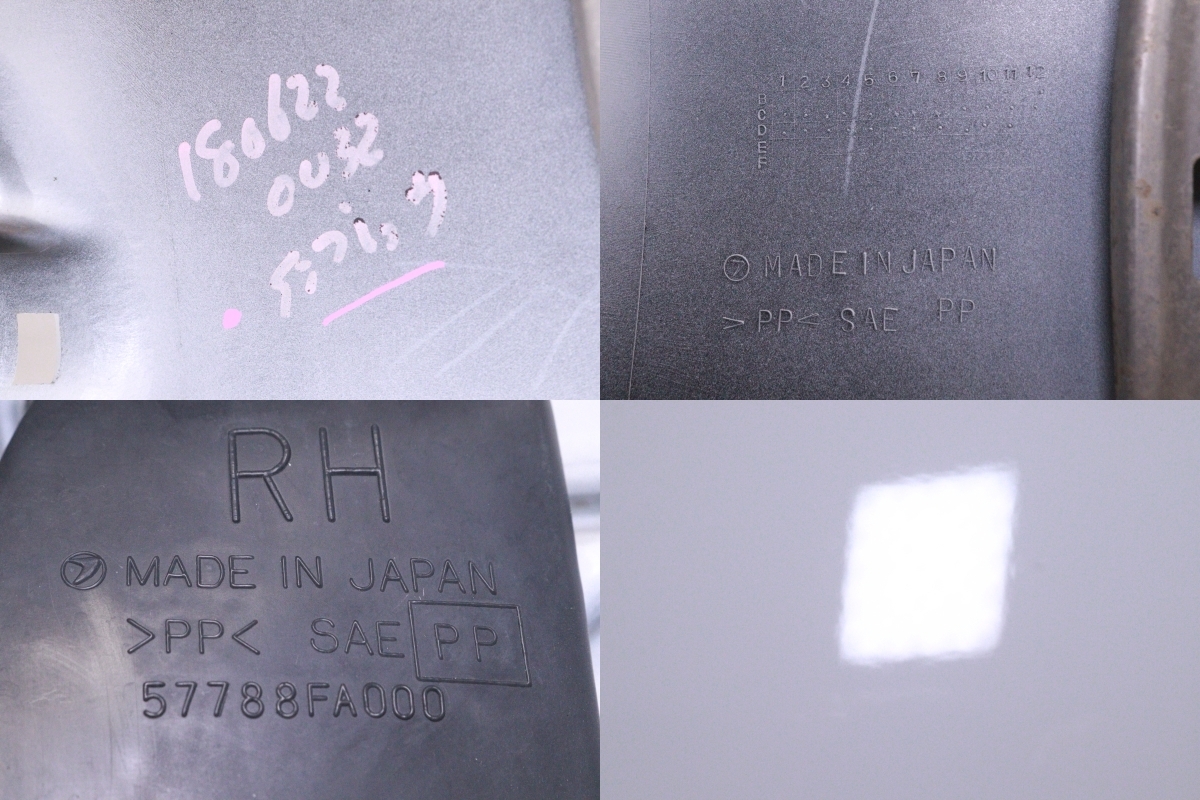 180622
0032
1 2 3 4 5 6 7 8 9 10 11 12
B
C
D
E
F
MADE IN JAPAN
>PP< SAE PP
RH
MADE IN JAPAN
>PP< SAE PP
57788FA000